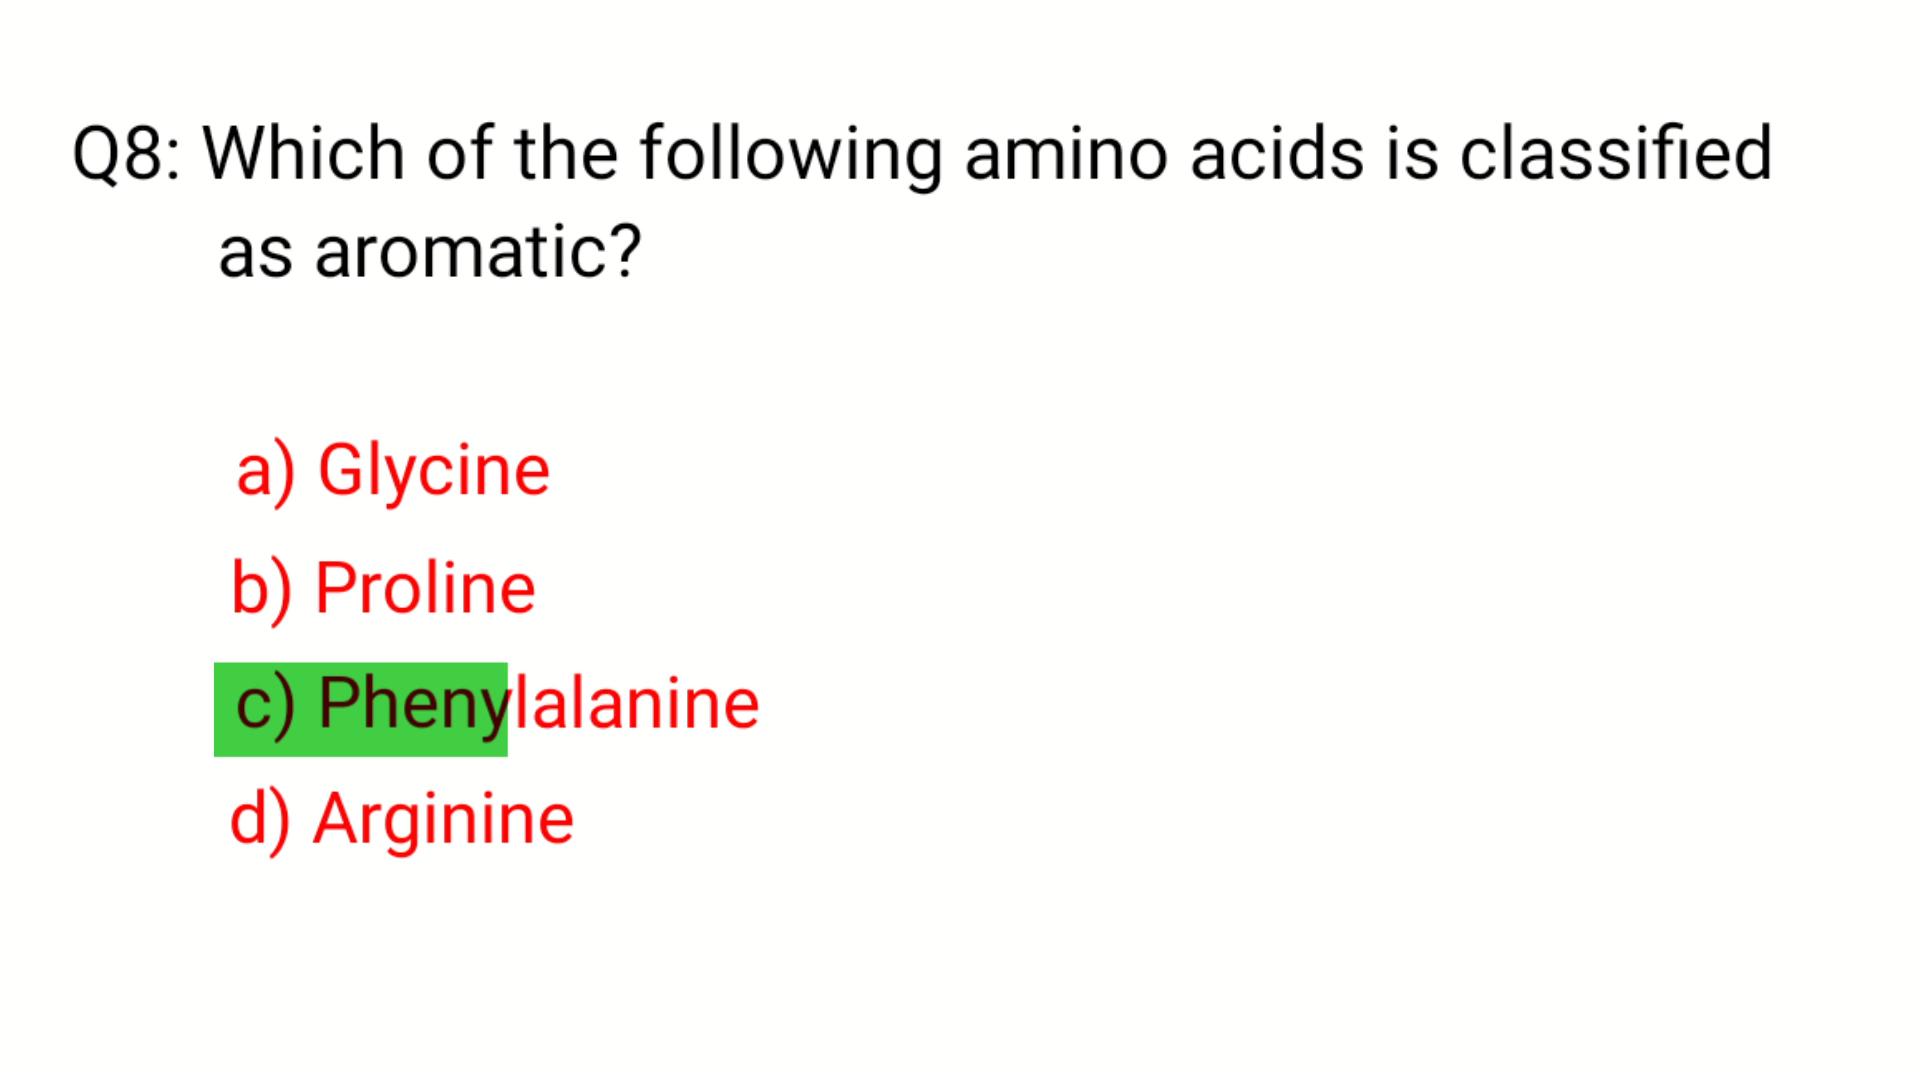 Q8: Which of the following amino acids is classified
as aromatic?
a) Glycine
b) Proline
c) Phenylalanine
d) Arginine